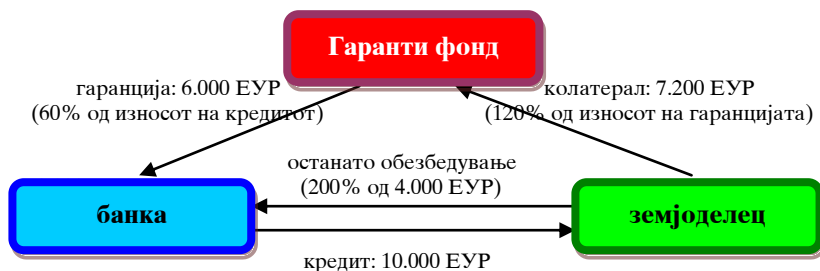 Гаранти фонд
гаранција: 6.000 ЕУР
(60% од износот на кредитот)
колатерал: 7.200 ЕУР
(120% од износот на гаранцијата)
останато обезбедување
(200% од 4.000 ЕУР)
банка
земјоделец
кредит: 10.000 ЕУР